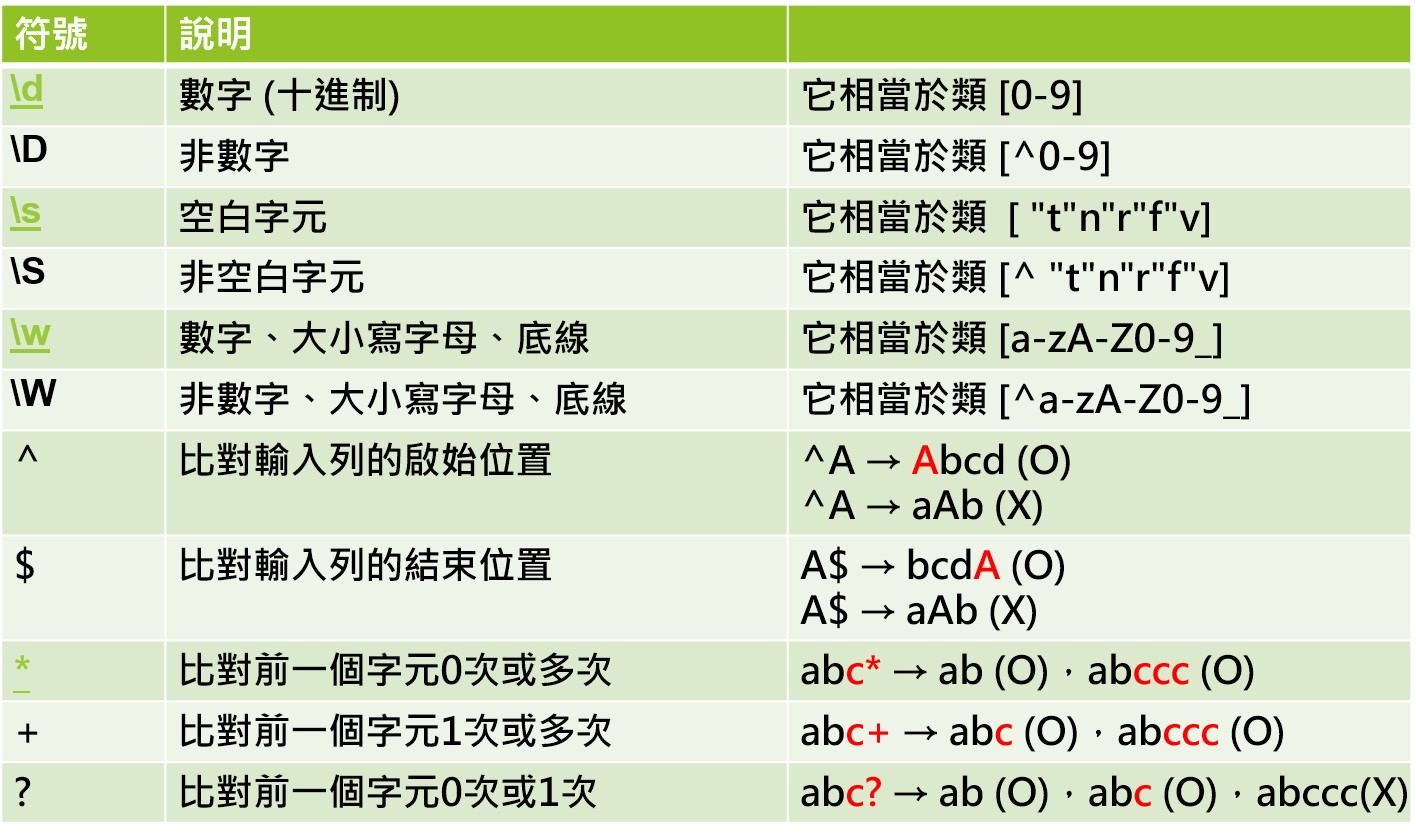 符號 說明
\d 數字 (十進制) 它相當於類 [0-9]
\D 非數字 它相當於類 [^0-9]
\s 空白字元 它相當於類  [ "t"n"r"f"v]
\S 非空白字元 它相當於類 [^ "t"n"r"f"v]
\w 數字、大小寫字母、底線 它相當於類 [a-zA-Z0-9_]
\W 非數字、大小寫字母、底線 它相當於類 [^a-zA-Z0-9_]
^ 比對輸入列的啟始位置 ^A → Abcd (O)
^A → aAb (X)
$ 比對輸入列的結束位置 A$ → bcdA (O)
A$ → aAb (X)
* 比對前一個字元0次或多次 abc* → ab (O)，abccc (O)
+ 比對前一個字元1次或多次 abc+ → abc (O)，abccc (O)
? 比對前一個字元0次或1次 abc? → ab (O)，abc (O)，abccc(X)